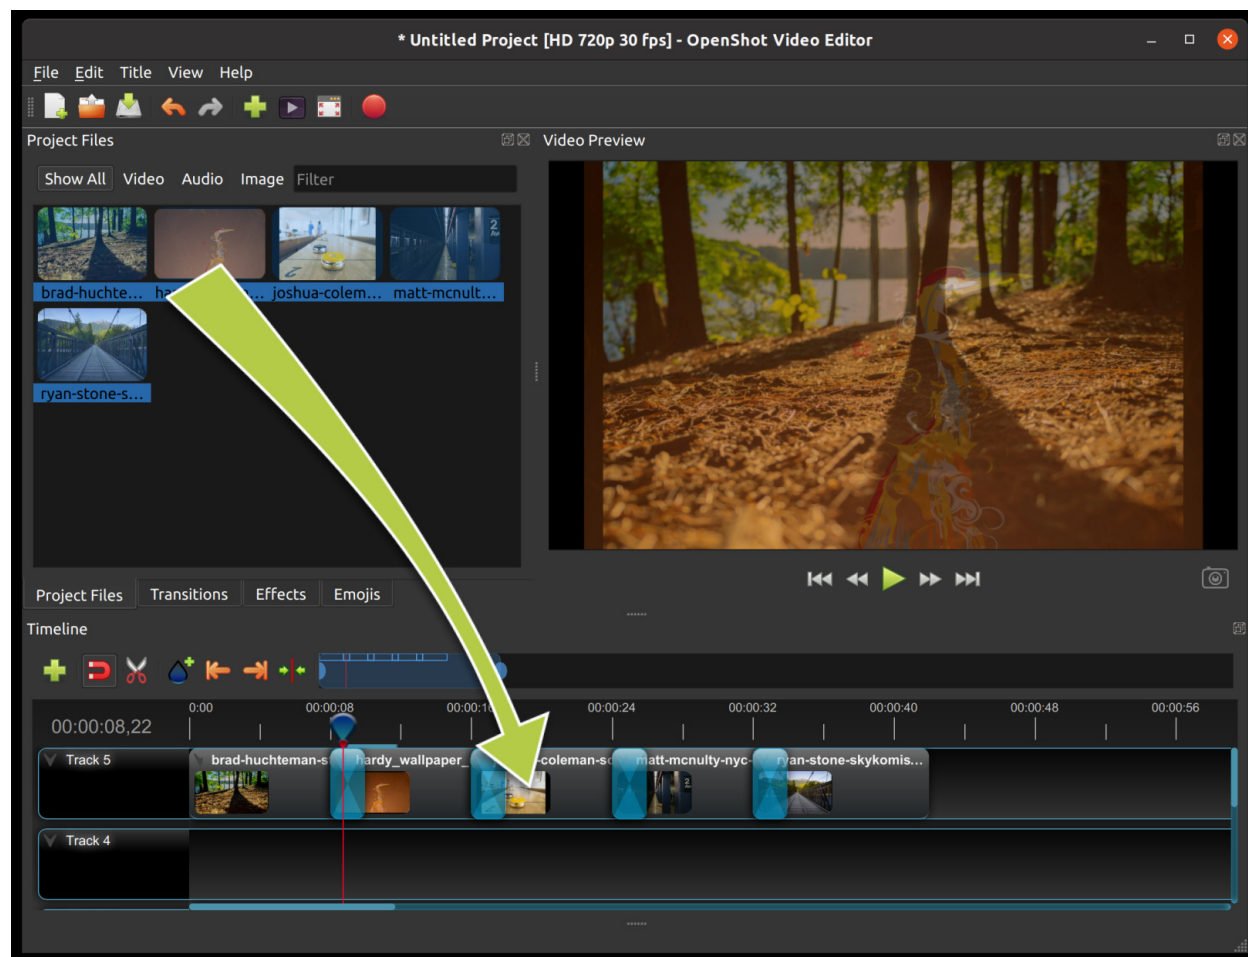 * Untitled Project [HD 720p 30 fps] - OpenShot Video Editor
File Edit Title View Help
Project Files
Video Preview
Show All Video Audio Image Filter
brad-huchte... joshua-colem... matt-mcnult...
ryan-stone-s...
Project Files Transitions Effects Emojis
Timeline
00:00:08,22
0:00 00:00:08 00:00:24 00:00:32 00:00:40 00:00:48 00:00:56
Track 5
brad-huchteman-s hardy_wallpaper_ -coleman-sc matt-mcnulty-nyc- ryan-stone-skykomis...
Track 4